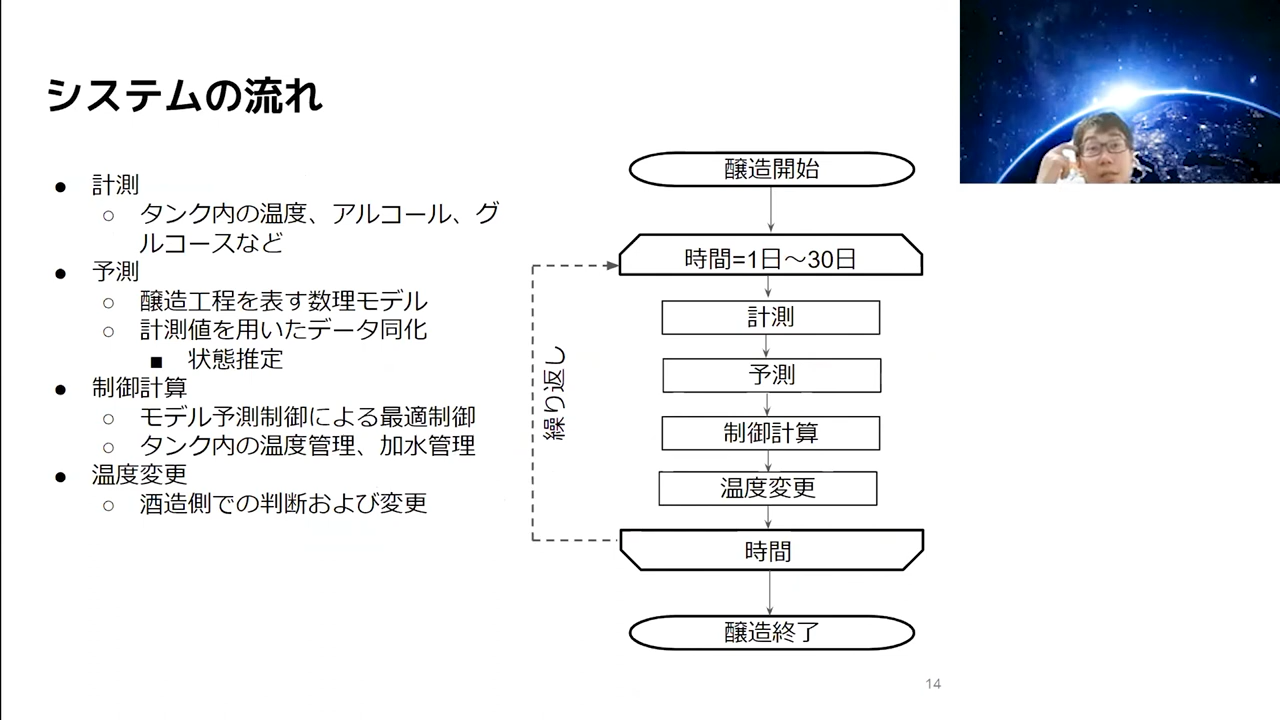 システムの流れ
● 計測
○ タンク内の温度、アルコール、グ
ルコースなど
● 予測
○ 醸造工程を表す数理モデル
○ 計測値を用いたデータ同化
■ 状態推定
● 制御計算
○ モデル予測制御による最適制御
○ タンク内の温度管理、加水管理
● 温度変更
○ 酒造側での判断および変更
醸造開始
時間=1日～30日
計測
予測
制御計算
温度変更
時間
醸造終了
繰り返し
14